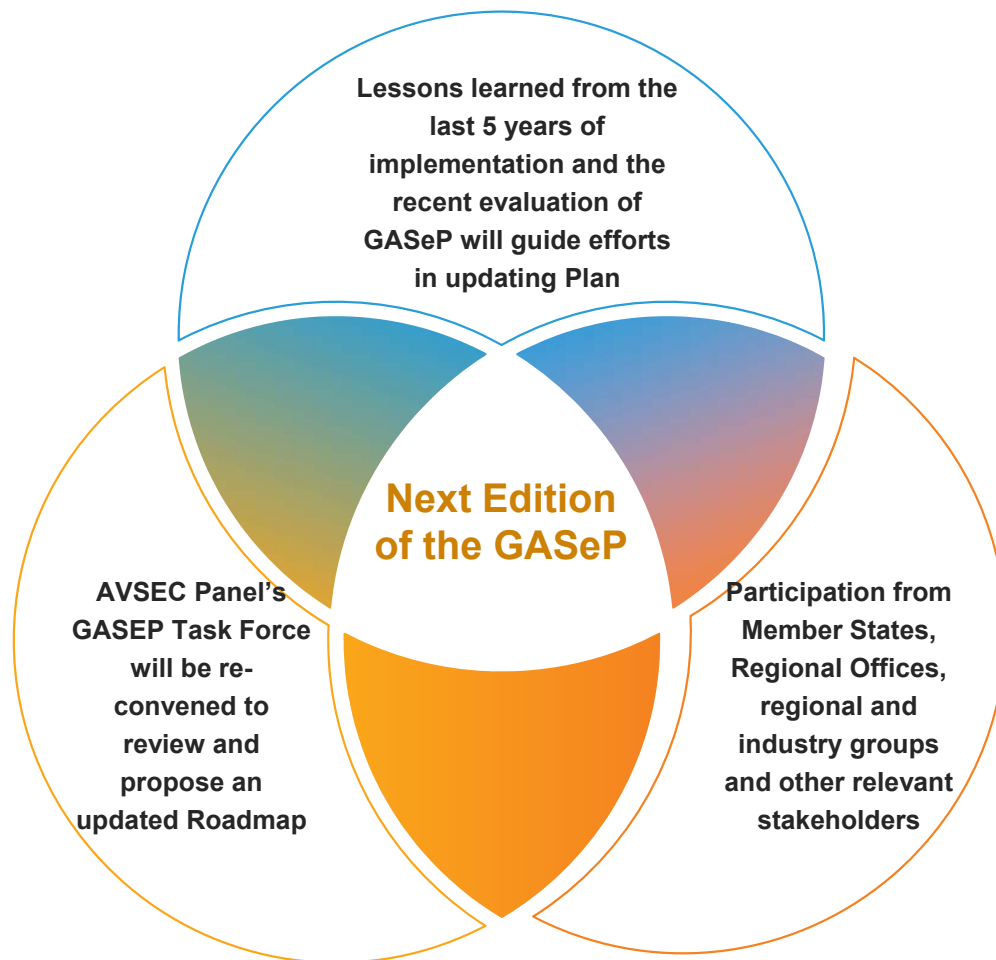 Lessons learned from the
last 5 years of
implementation and the
recent evaluation of
GASeP will guide efforts
in updating Plan
Next Edition
of the GASeP
AVSEC Panel's
GASEP Task Force
will be re-
convened to
review and
propose an
updated Roadmap
Participation from
Member States,
Regional Offices,
regional and
industry groups
and other relevant
stakeholders